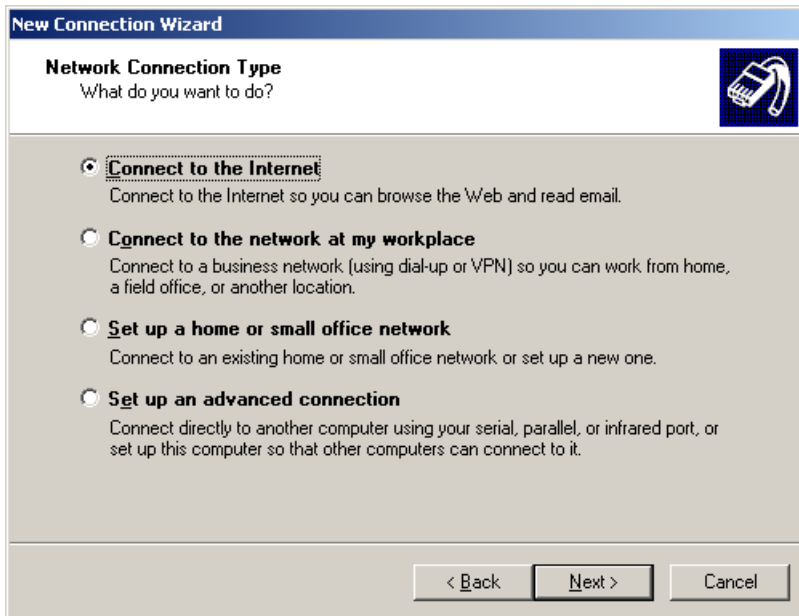 New Connection Wizard
Network Connection Type
What do you want to do?
Connect to the Internet
Connect to the Internet so you can browse the Web and read email.
Connect to the network at my workplace
Connect to a business network (using dial-up or VPN) so you can work from home,
a field office, or another location.
Set up a home or small office network
Connect to an existing home or small office network or set up a new one.
Set up an advanced connection
Connect directly to another computer using your serial, parallel, or infrared port, or
set up this computer so that other computers can connect to it.
< Back
Next >
Cancel